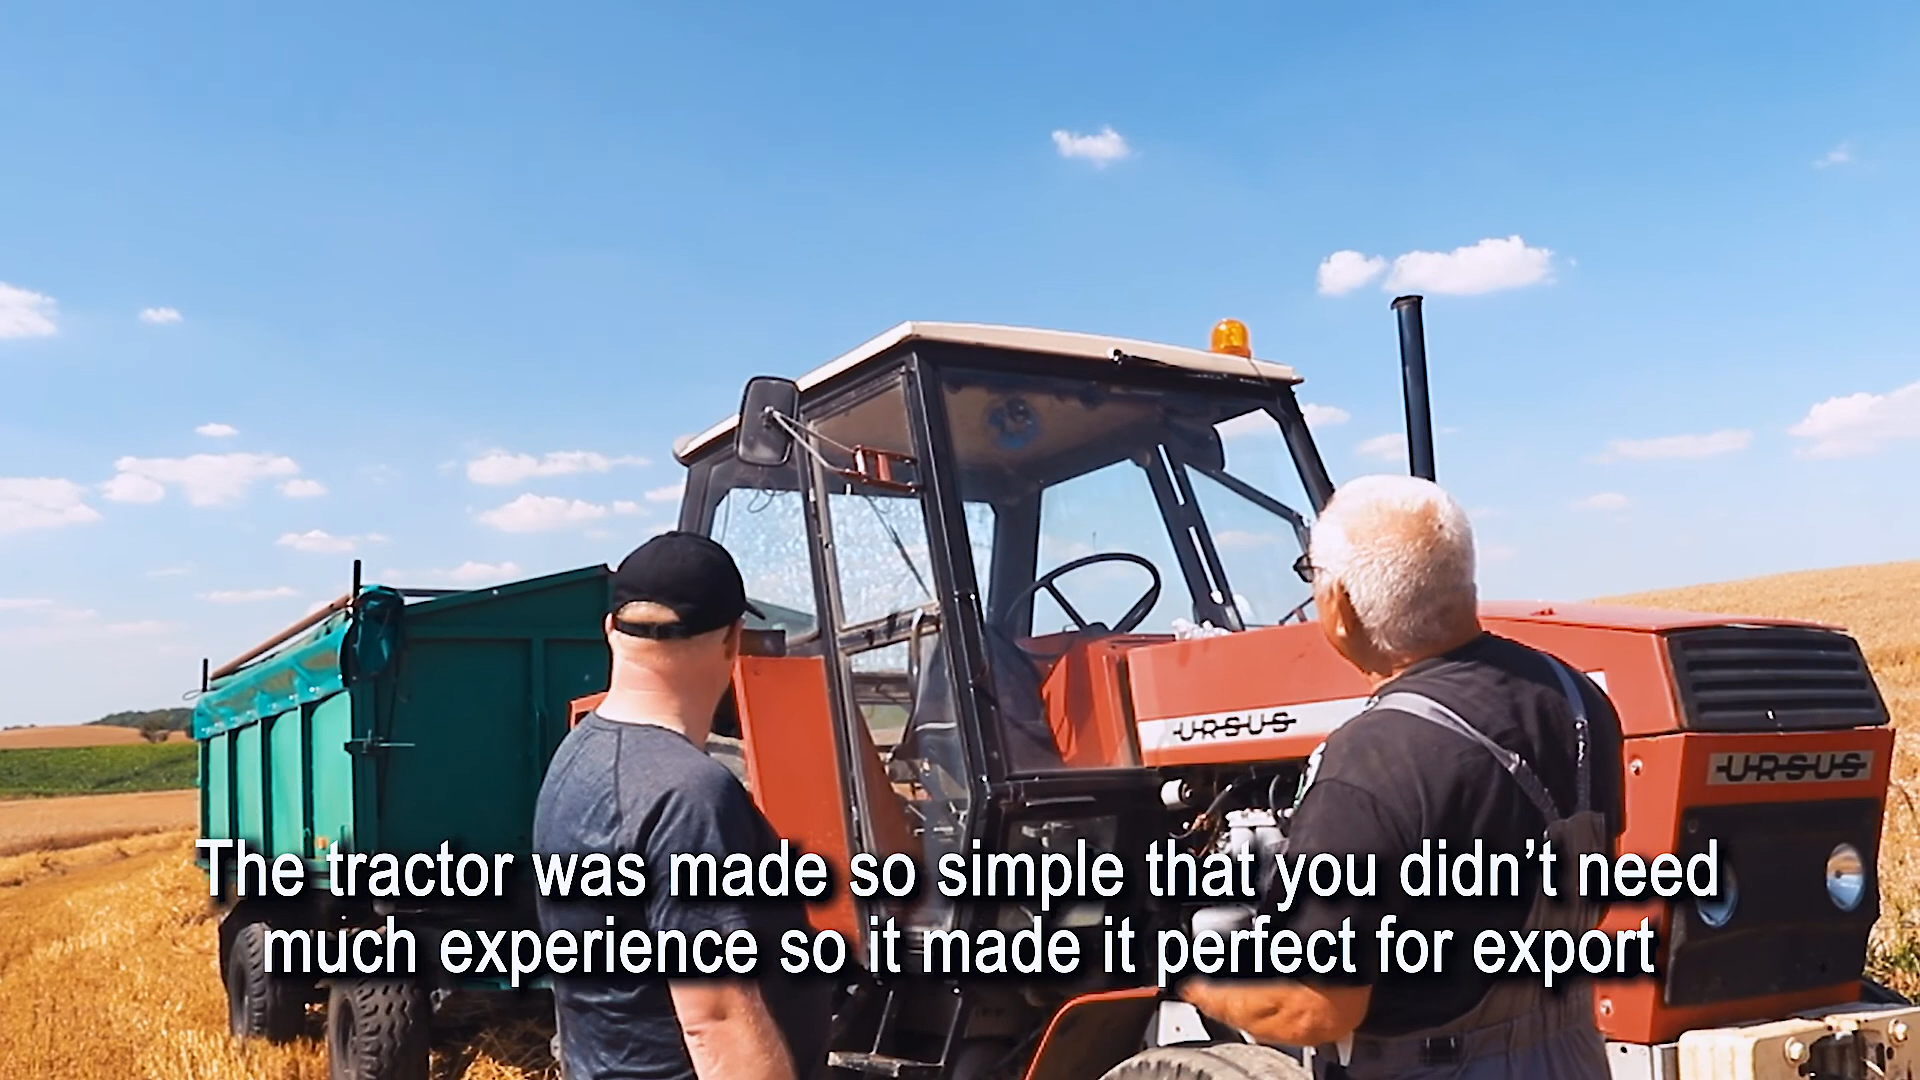 URSUS
URSUS
The tractor was made so simple that you didn’t need
much experience so it made it perfect for export